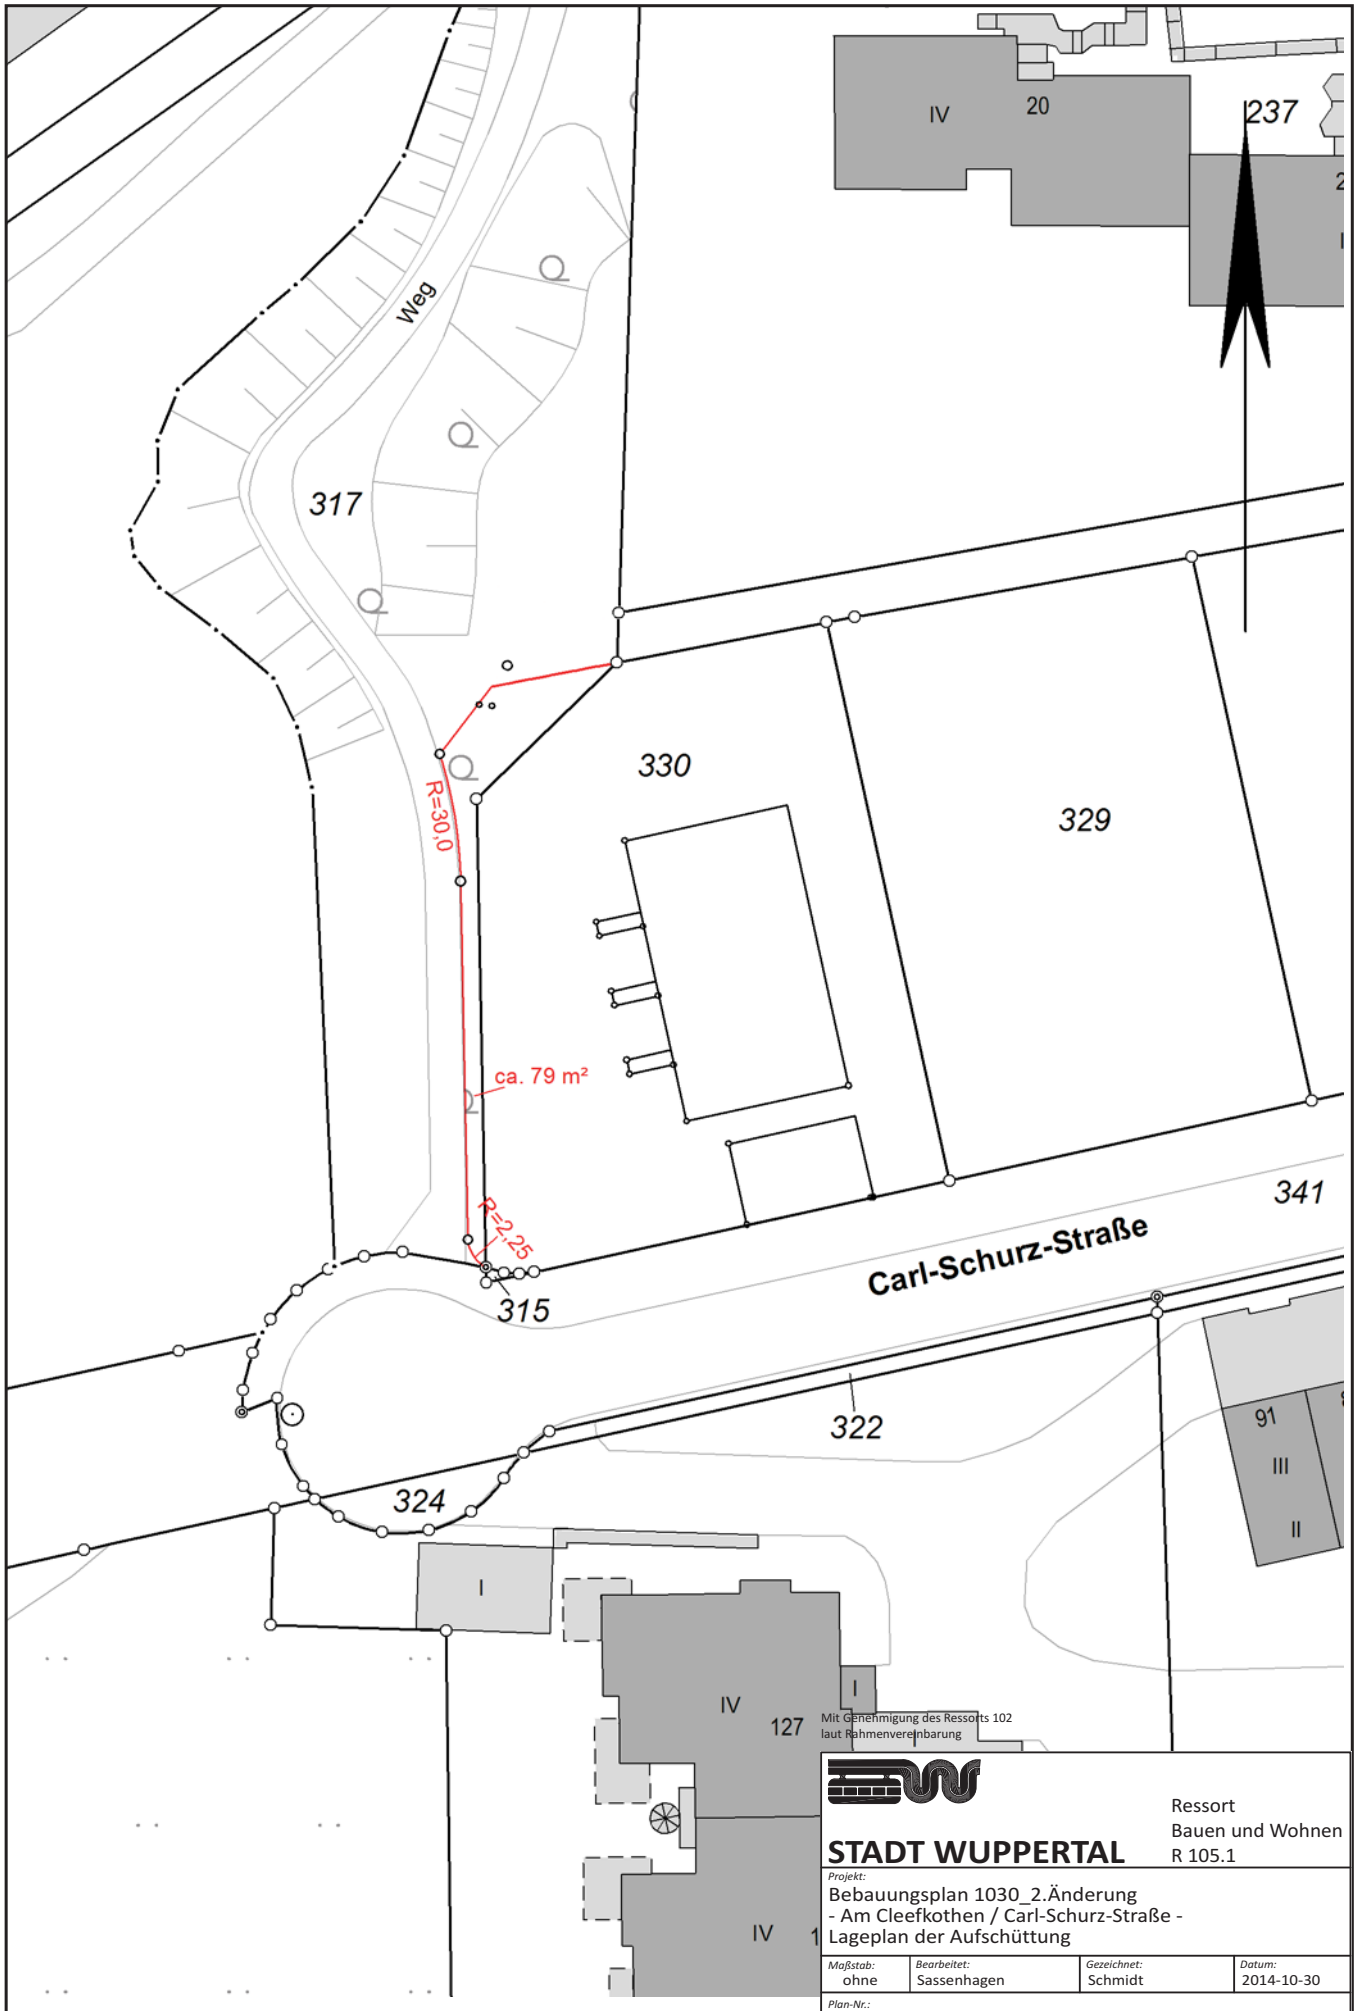 IV
20
237
Weg
317
R=30,0
330
329
ca. 79 m²
R=2,25
341
Carl-Schurz-Straße
315
322
91
III
II
324
I
IV
127
I
I
Mit Genehmigung des Ressorts 102
laut Rahmenvereinbarung
IV
STADT WUPPERTAL
Ressort
Bauen und Wohnen
R 105.1
Projekt:
Bebauungsplan 1030_2.Änderung
- Am Cleefkothen / Carl-Schurz-Straße -
Lageplan der Aufschüttung
Maßstab:
ohne
Bearbeitet:
Sassenhagen
Gezeichnet:
Schmidt
Datum:
2014-10-30
Plan-Nr.: